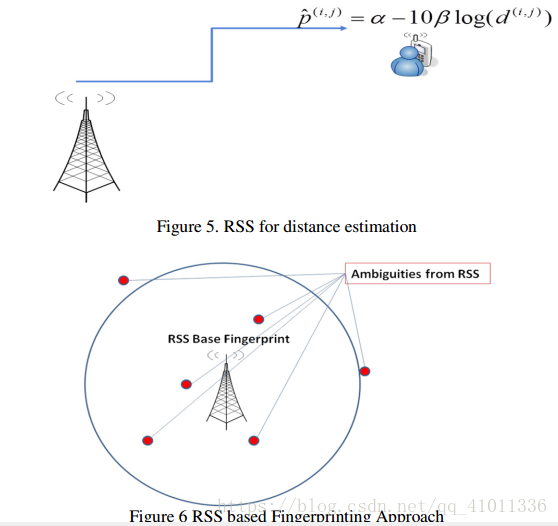 p̂^(i,j) = α − 10β log(d^(i,j))
Figure 5. RSS for distance estimation
Ambiguities from RSS
RSS Base Fingerprint
https://blog.csdn.net/qq_41011336
Figure 6 RSS based Fingerprinting Approach